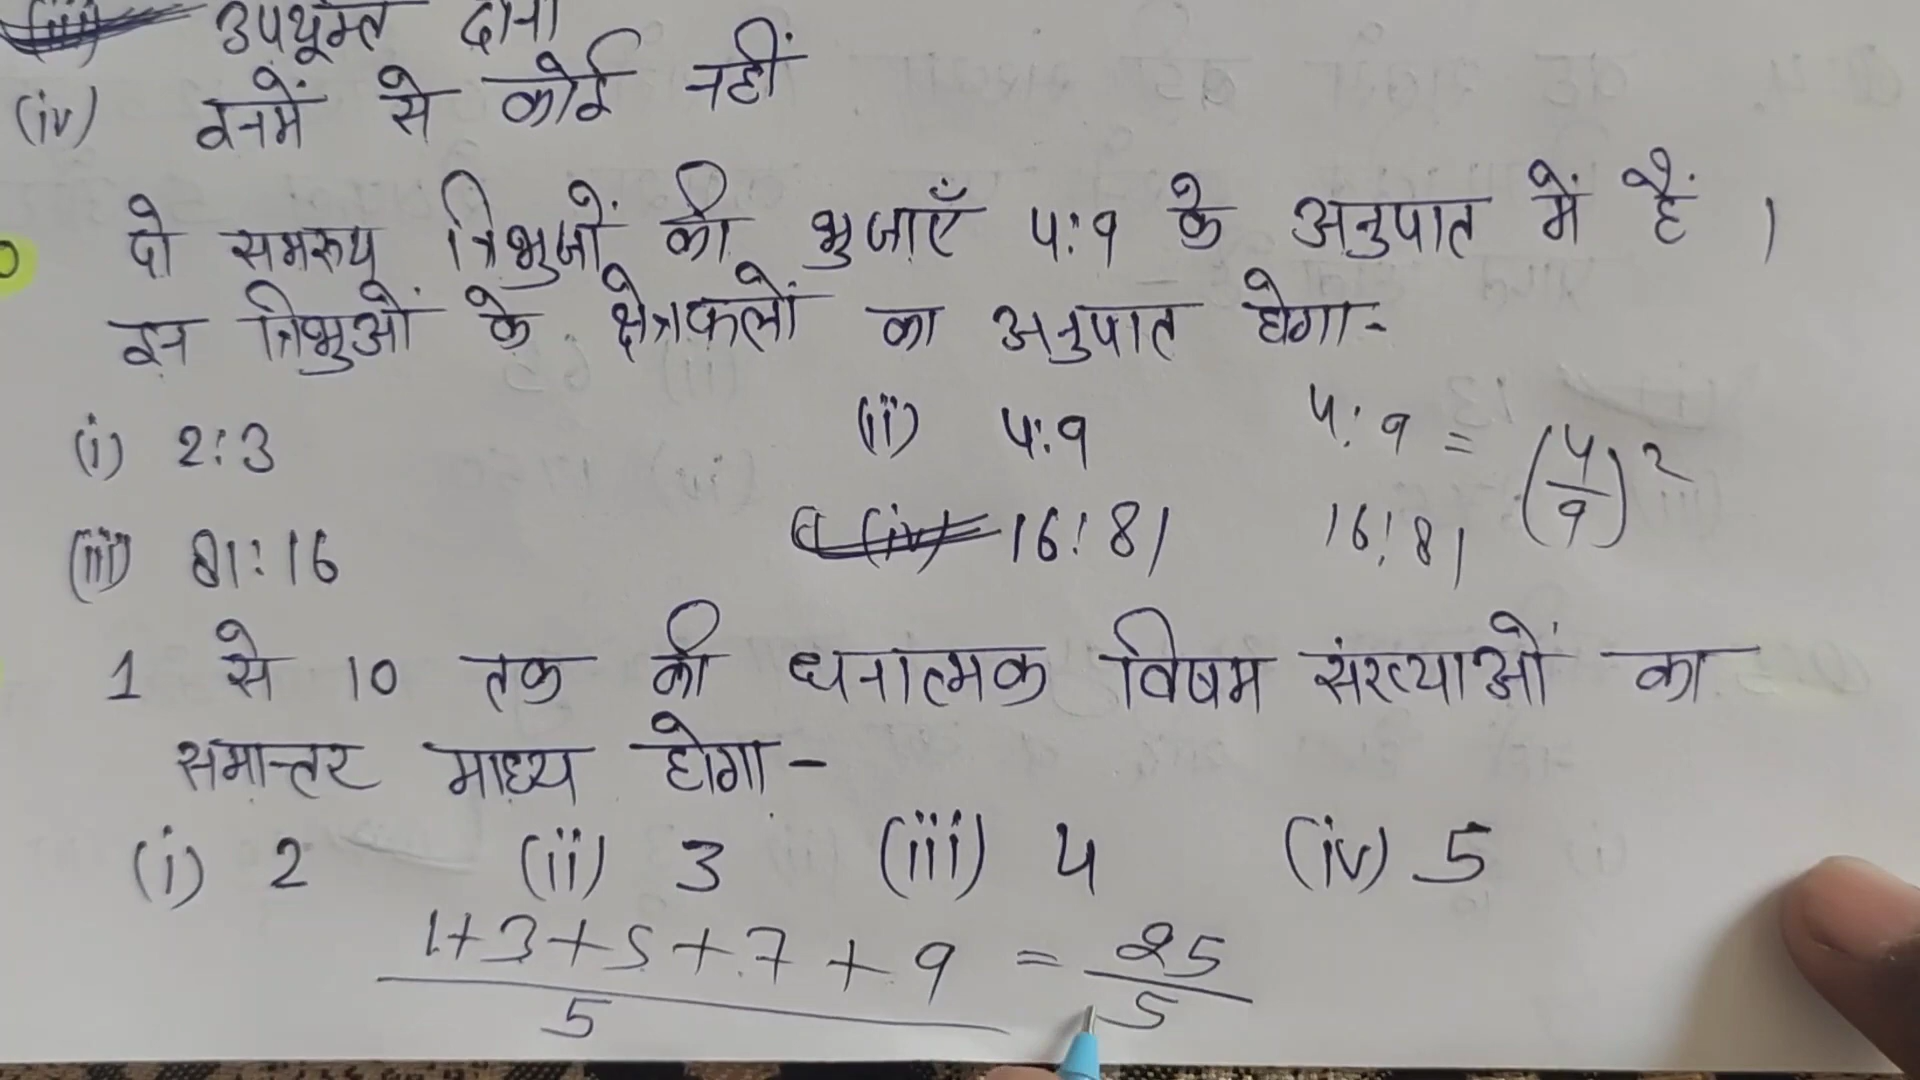 (iii) उपर्युक्त दोनों
(iv) इनमें से कोई नहीं
दो समरूप त्रिभुजों की भुजाएँ 4:9 के अनुपात में हैं ।
इन त्रिभुओं के क्षेत्रफलों का अनुपात होगा-
(i) 2:3 (ii) 4:9 4:9 = (4/9)²
(iii) 81:16 (iv) 16:81 16:81
1 से 10 तक की धनात्मक विषम संख्याओं का
समान्तर माध्य होगा-
(i) 2 (ii) 3 (iii) 4 (iv) 5
1+3+5+7+9 = 25
5 5